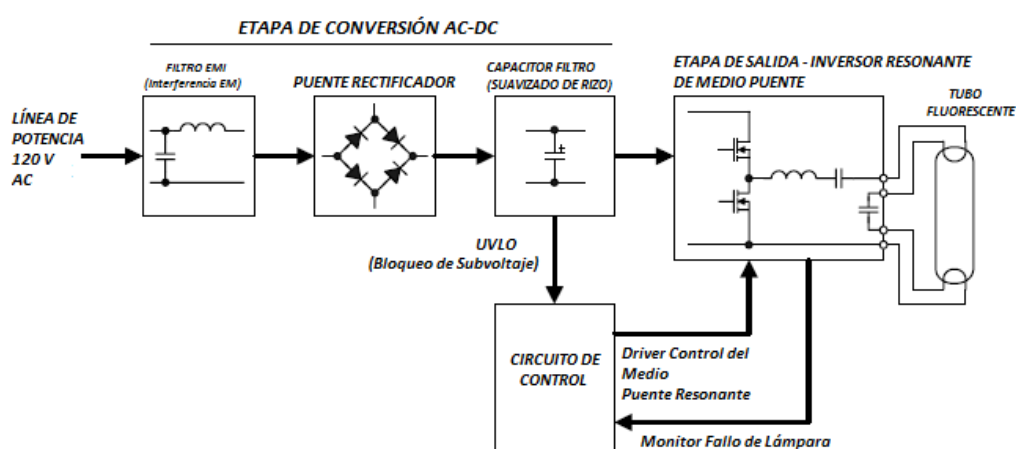 ETAPA DE CONVERSIÓN AC-DC
FILTRO EMI
(Interferencia EM)
PUENTE RECTIFICADOR
CAPACITOR FILTRO
(SUAVIZADO DE RIZO)
ETAPA DE SALIDA - INVERSOR RESONANTE
DE MEDIO PUENTE
TUBO
FLUORESCENTE
LÍNEA DE
POTENCIA
120 V
AC
UVLO
(Bloqueo de Subvoltaje)
CIRCUITO DE
CONTROL
Driver Control del
Medio
Puente Resonante
Monitor Fallo de Lámpara